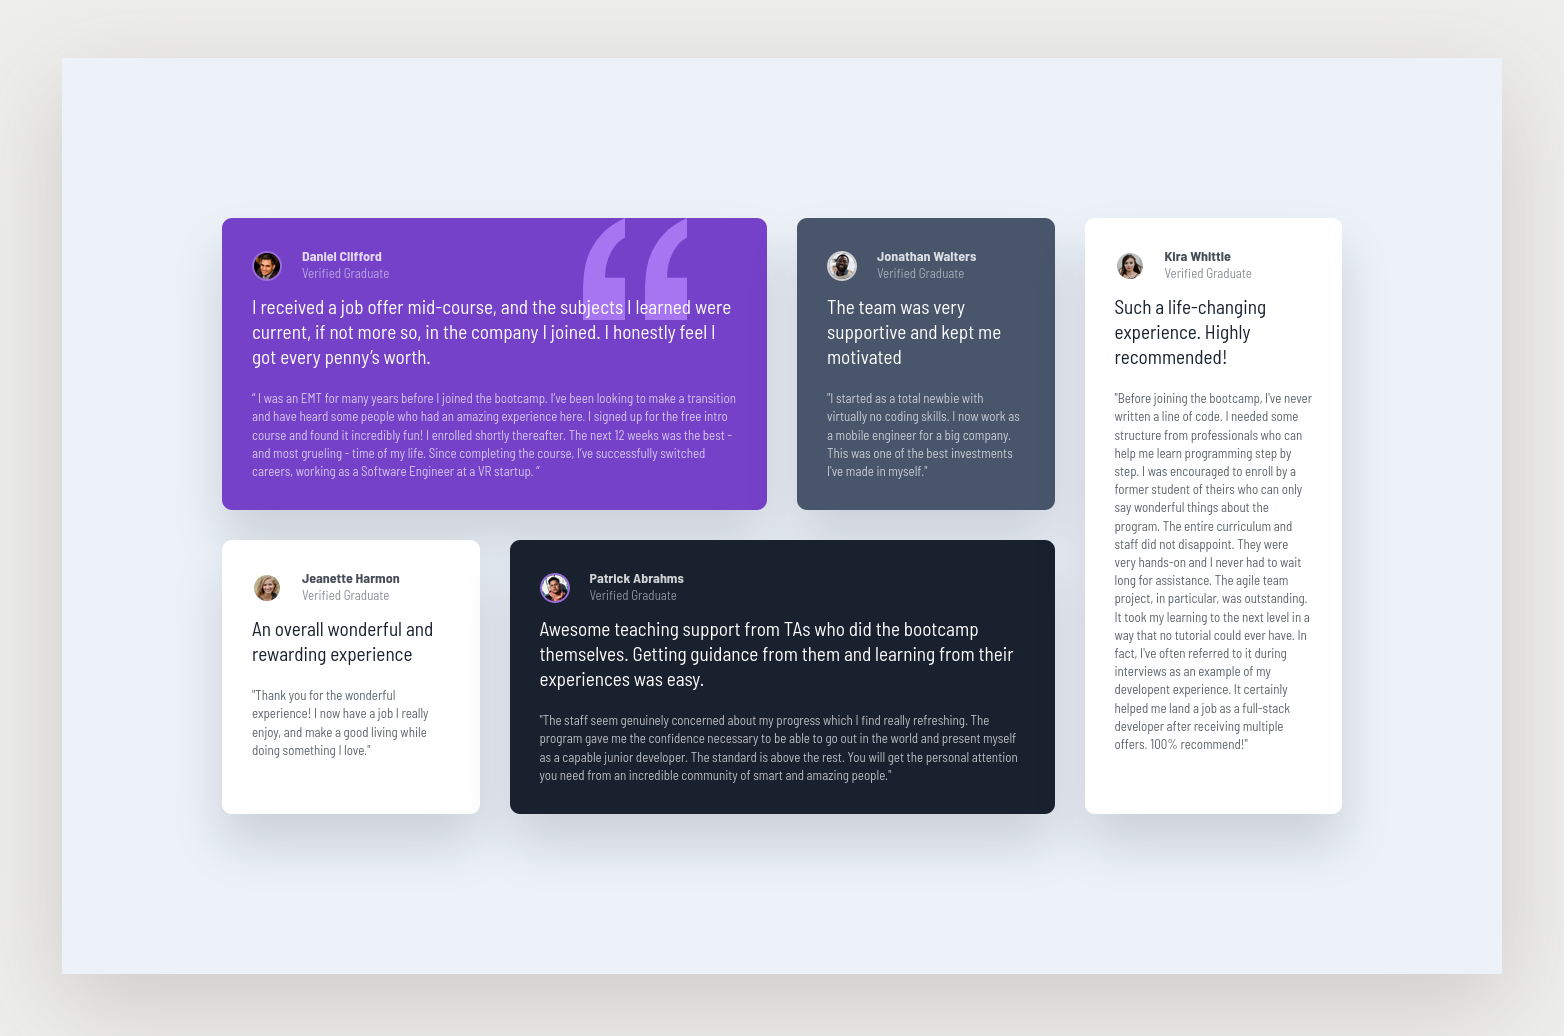 Daniel Clifford
Verified Graduate
I received a job offer mid-course, and the subjects I learned were
current, if not more so, in the company I joined. I honestly feel I
got every penny’s worth.
“ I was an EMT for many years before I joined the bootcamp. I’ve been looking to make a transition
and have heard some people who had an amazing experience here. I signed up for the free intro
course and found it incredibly fun! I enrolled shortly thereafter. The next 12 weeks was the best -
and most grueling - time of my life. Since completing the course, I’ve successfully switched
careers, working as a Software Engineer at a VR startup. ”
Jonathan Walters
Verified Graduate
The team was very
supportive and kept me
motivated
"I started as a total newbie with
virtually no coding skills. I now work as
a mobile engineer for a big company.
This was one of the best investments
I’ve made in myself."
Kira Whittle
Verified Graduate
Such a life-changing
experience. Highly
recommended!
"Before joining the bootcamp, I’ve never
written a line of code. I needed some
structure from professionals who can
help me learn programming step by
step. I was encouraged to enroll by a
former student of theirs who can only
say wonderful things about the
program. The entire curriculum and
staff did not disappoint. They were
very hands-on and I never had to wait
long for assistance. The agile team
project, in particular, was outstanding.
It took my learning to the next level in a
way that no tutorial could ever have. In
fact, I’ve often referred to it during
interviews as an example of my
developent experience. It certainly
helped me land a job as a full-stack
developer after receiving multiple
offers. 100% recommend!"
Jeanette Harmon
Verified Graduate
An overall wonderful and
rewarding experience
"Thank you for the wonderful
experience! I now have a job I really
enjoy, and make a good living while
doing something I love."
Patrick Abrahms
Verified Graduate
Awesome teaching support from TAs who did the bootcamp
themselves. Getting guidance from them and learning from their
experiences was easy.
"The staff seem genuinely concerned about my progress which I find really refreshing. The
program gave me the confidence necessary to be able to go out in the world and present myself
as a capable junior developer. The standard is above the rest. You will get the personal attention
you need from an incredible community of smart and amazing people."